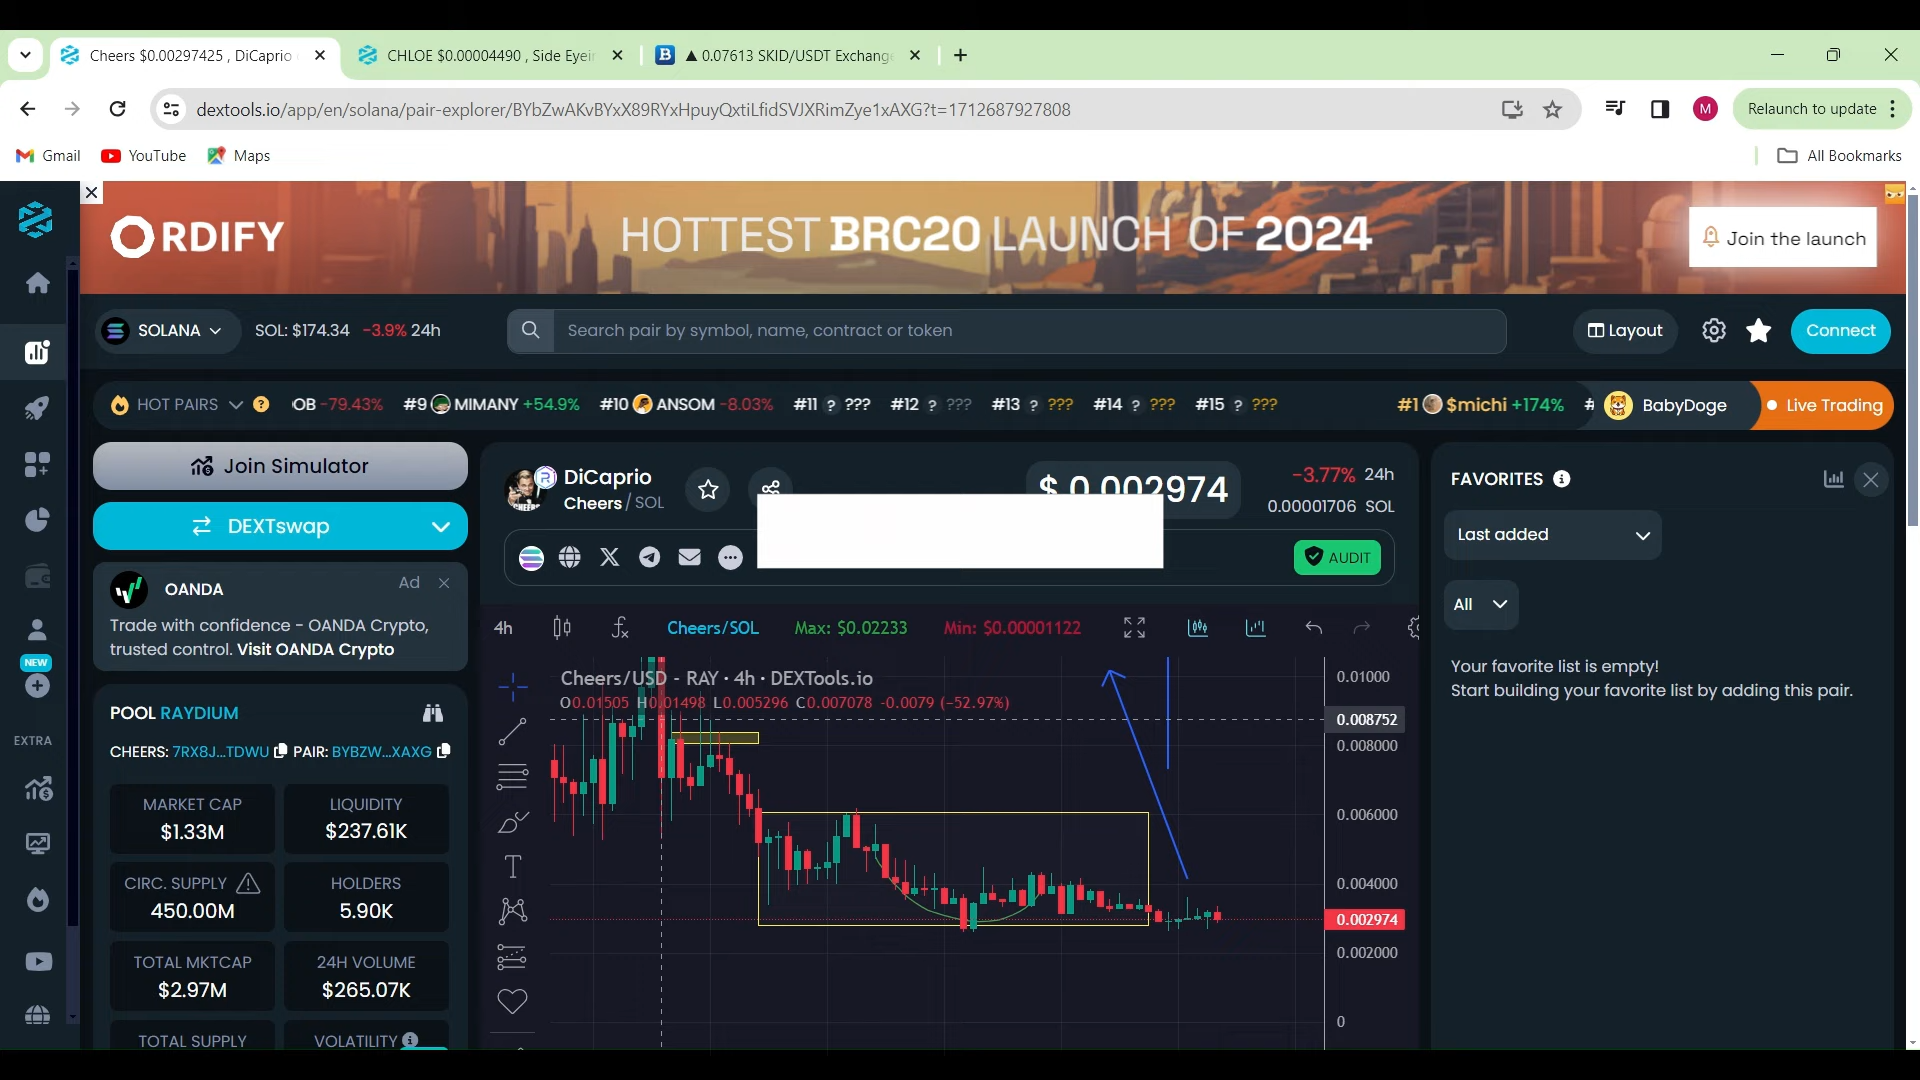 Cheers $0.00297425 , DiCaprio
CHLOE $0.00004490 , Side Eyei
▲ 0.07613 SKID/USDT Exchange
dextools.io/app/en/solana/pair-explorer/BYbZwAKvBYxX89RYxHpuyQxtiLfidSVJXRimZye1xAXG?t=1712687927808
M
Relaunch to update
Gmail
YouTube
Maps
All Bookmarks
ORDIFY
HOTTEST BRC20 LAUNCH OF 2024
Join the launch
SOLANA
SOL: $174.34 -3.9% 24h
Search pair by symbol, name, contract or token
Layout
Connect
HOT PAIRS
OB -79.43% #9 MIMANY +54.9% #10 ANSOM -8.03% #11 ? ??? #12 ? ??? #13 ? ??? #14 ? ??? #15 ? ???
#1 $michi +174% #
BabyDoge
Live Trading
Join Simulator
DEXTswap
OANDA
Ad
Trade with confidence - OANDA Crypto,
trusted control. Visit OANDA Crypto
POOL RAYDIUM
CHEERS: 7RX8J...TDWU PAIR: BYBZW...XAXG
MARKET CAP
$1.33M
LIQUIDITY
$237.61K
CIRC. SUPPLY
450.00M
HOLDERS
5.90K
TOTAL MKTCAP
$2.97M
24H VOLUME
$265.07K
TOTAL SUPPLY
VOLATILITY
NEW
EXTRA
DiCaprio
Cheers / SOL
$ 0.002974
-3.77% 24h
0.00001706 SOL
AUDIT
4h
Cheers/SOL
Max: $0.02233
Min: $0.00001122
Cheers/USD - RAY · 4h · DEXTools.io
O0.01505 H0.01498 L0.005296 C0.007078 -0.0079 (-52.97%)
0.01000
0.008752
0.008000
0.006000
0.004000
0.002974
0.002000
0
FAVORITES
Last added
All
Your favorite list is empty!
Start building your favorite list by adding this pair.